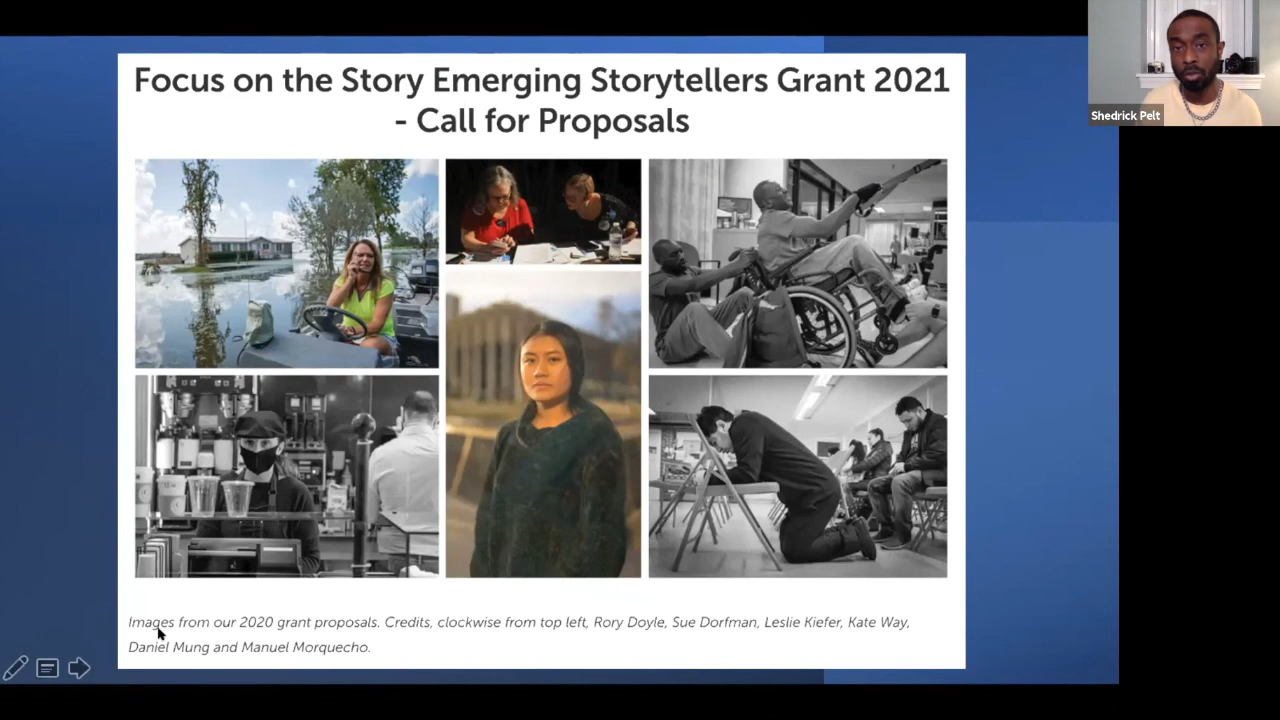 Focus on the Story Emerging Storytellers Grant 2021
- Call for Proposals
Shedrick Pelt
Images from our 2020 grant proposals. Credits, clockwise from top left, Rory Doyle, Sue Dorfman, Leslie Kiefer, Kate Way,
Daniel Mung and Manuel Morquecho.